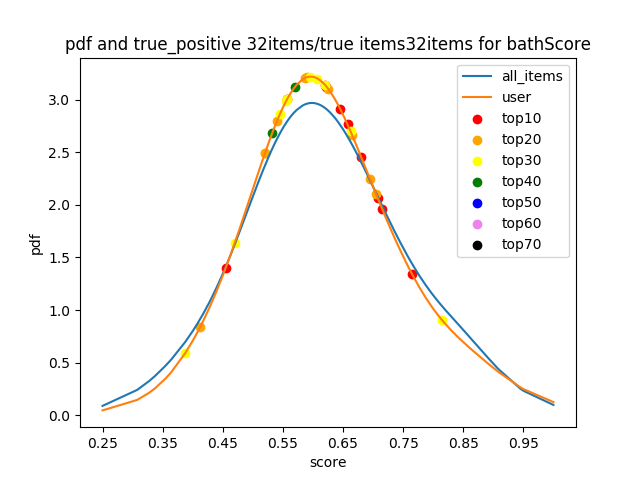 pdf and true_positive 32items/true items32items for bathScore
all_items
user
top10
top20
top30
top40
top50
top60
top70
3.0
2.5
2.0
1.5
1.0
0.5
0.0
pdf
0.25 0.35 0.45 0.55 0.65 0.75 0.85 0.95
score